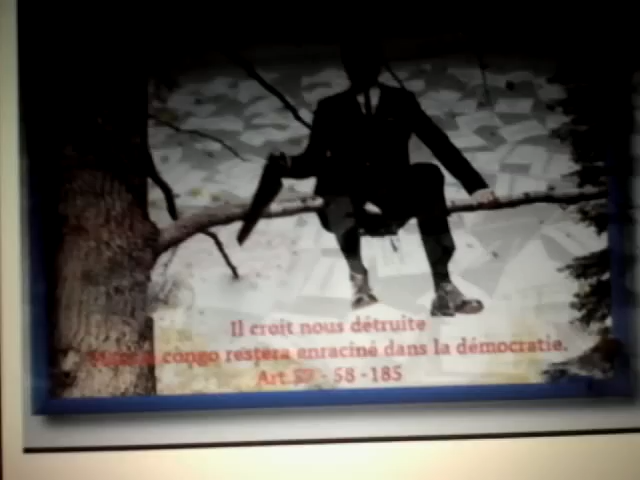 Il croit nous détruite
congo restera enraciné dans la démocratie.
Art. - 58 -185